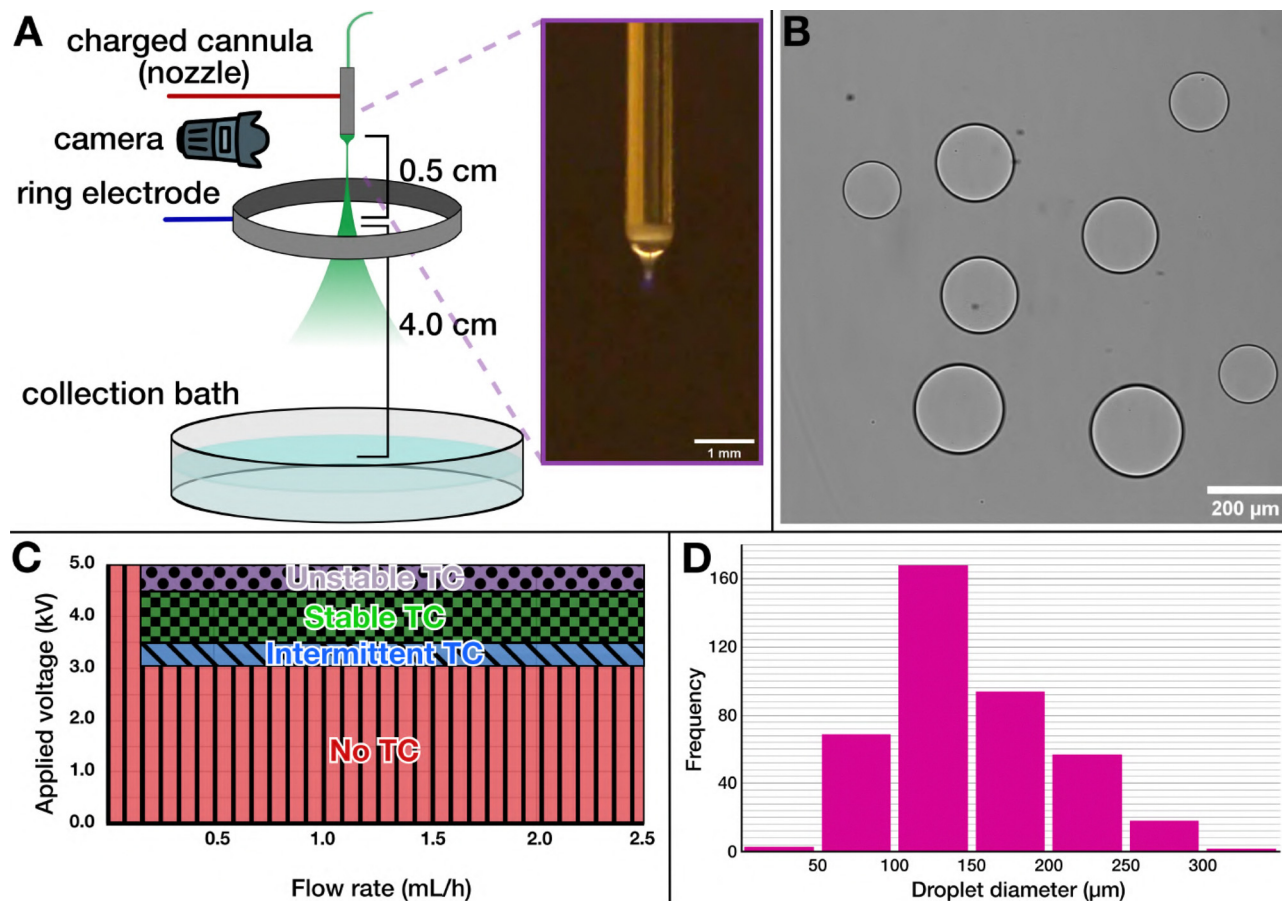 A
charged cannula
(nozzle)
camera
0.5 cm
ring electrode
4.0 cm
collection bath
1 mm
B
200 µm
C
5.0
4.0
3.0
2.0
1.0
0.0
Applied voltage (kV)
Unstable TC
Stable TC
Intermittent TC
No TC
0.5
1.0
1.5
2.0
2.5
Flow rate (mL/h)
D
160
120
80
40
0
Frequency
50
100
150
200
250
300
Droplet diameter (µm)